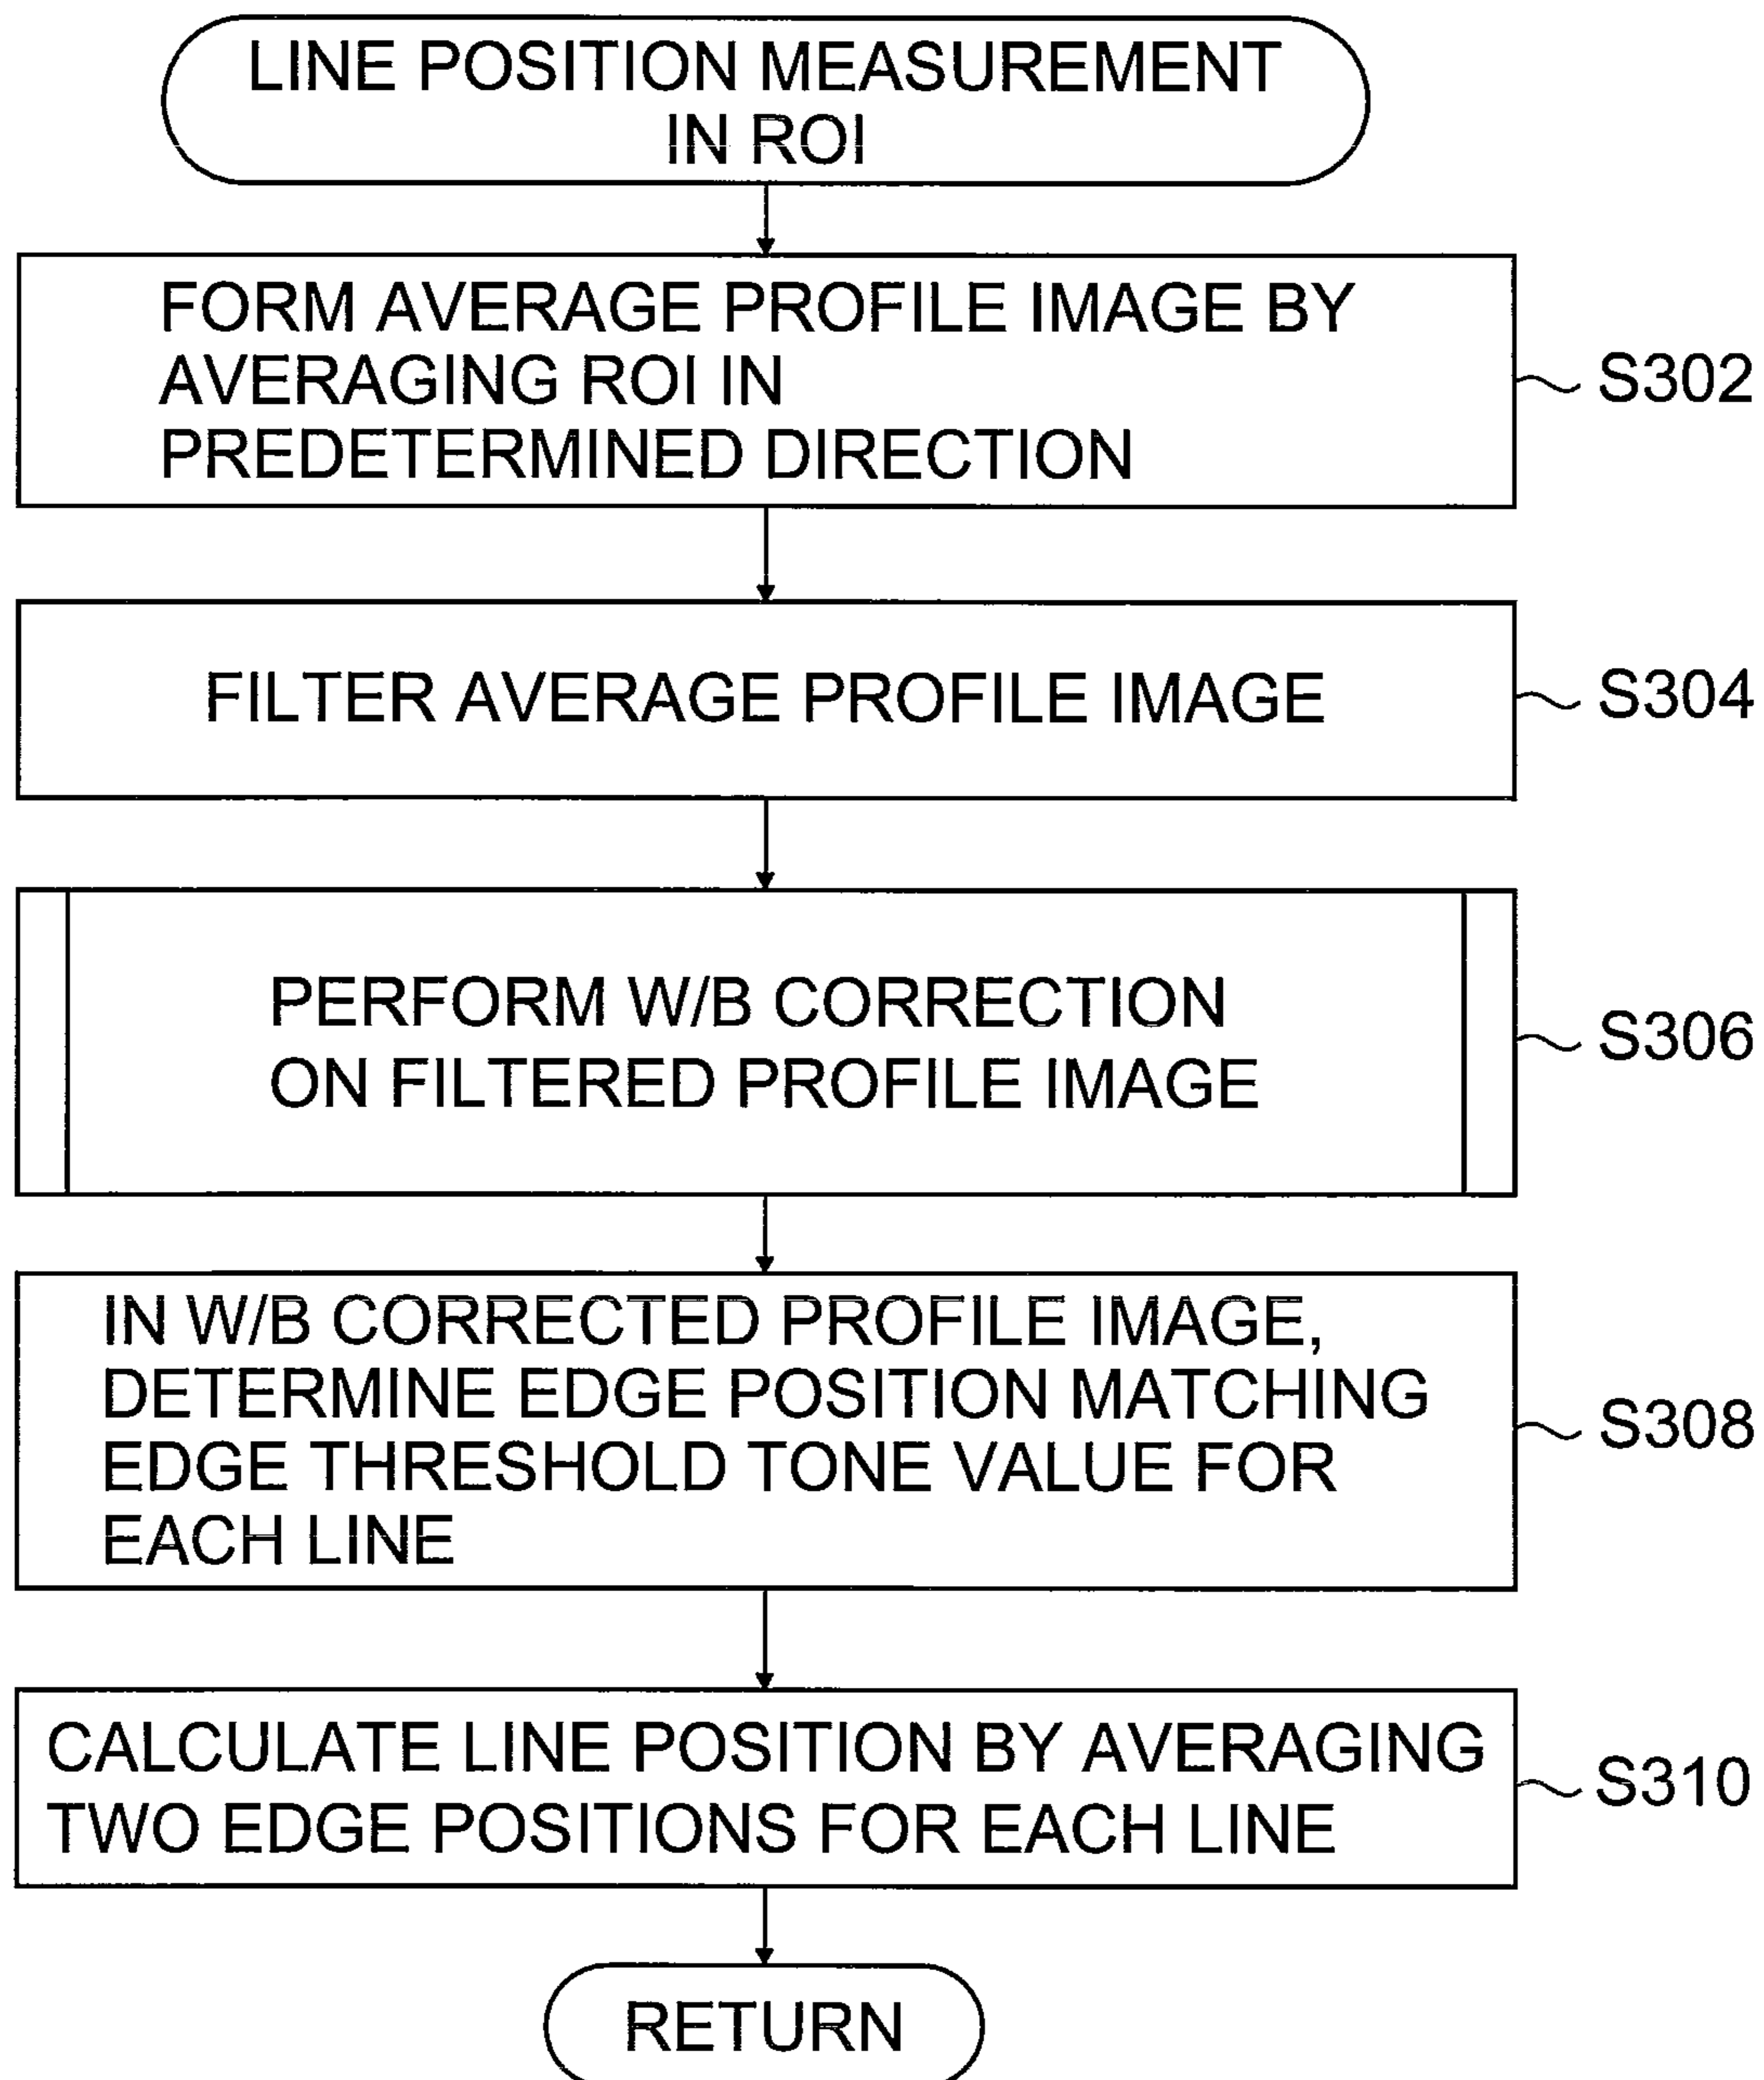 LINE POSITION MEASUREMENT
IN ROI
FORM AVERAGE PROFILE IMAGE BY
AVERAGING ROI IN
PREDETERMINED DIRECTION
S302
FILTER AVERAGE PROFILE IMAGE
S304
PERFORM W/B CORRECTION
ON FILTERED PROFILE IMAGE
S306
IN W/B CORRECTED PROFILE IMAGE,
DETERMINE EDGE POSITION MATCHING
EDGE THRESHOLD TONE VALUE FOR
EACH LINE
S308
CALCULATE LINE POSITION BY AVERAGING
TWO EDGE POSITIONS FOR EACH LINE
S310
RETURN